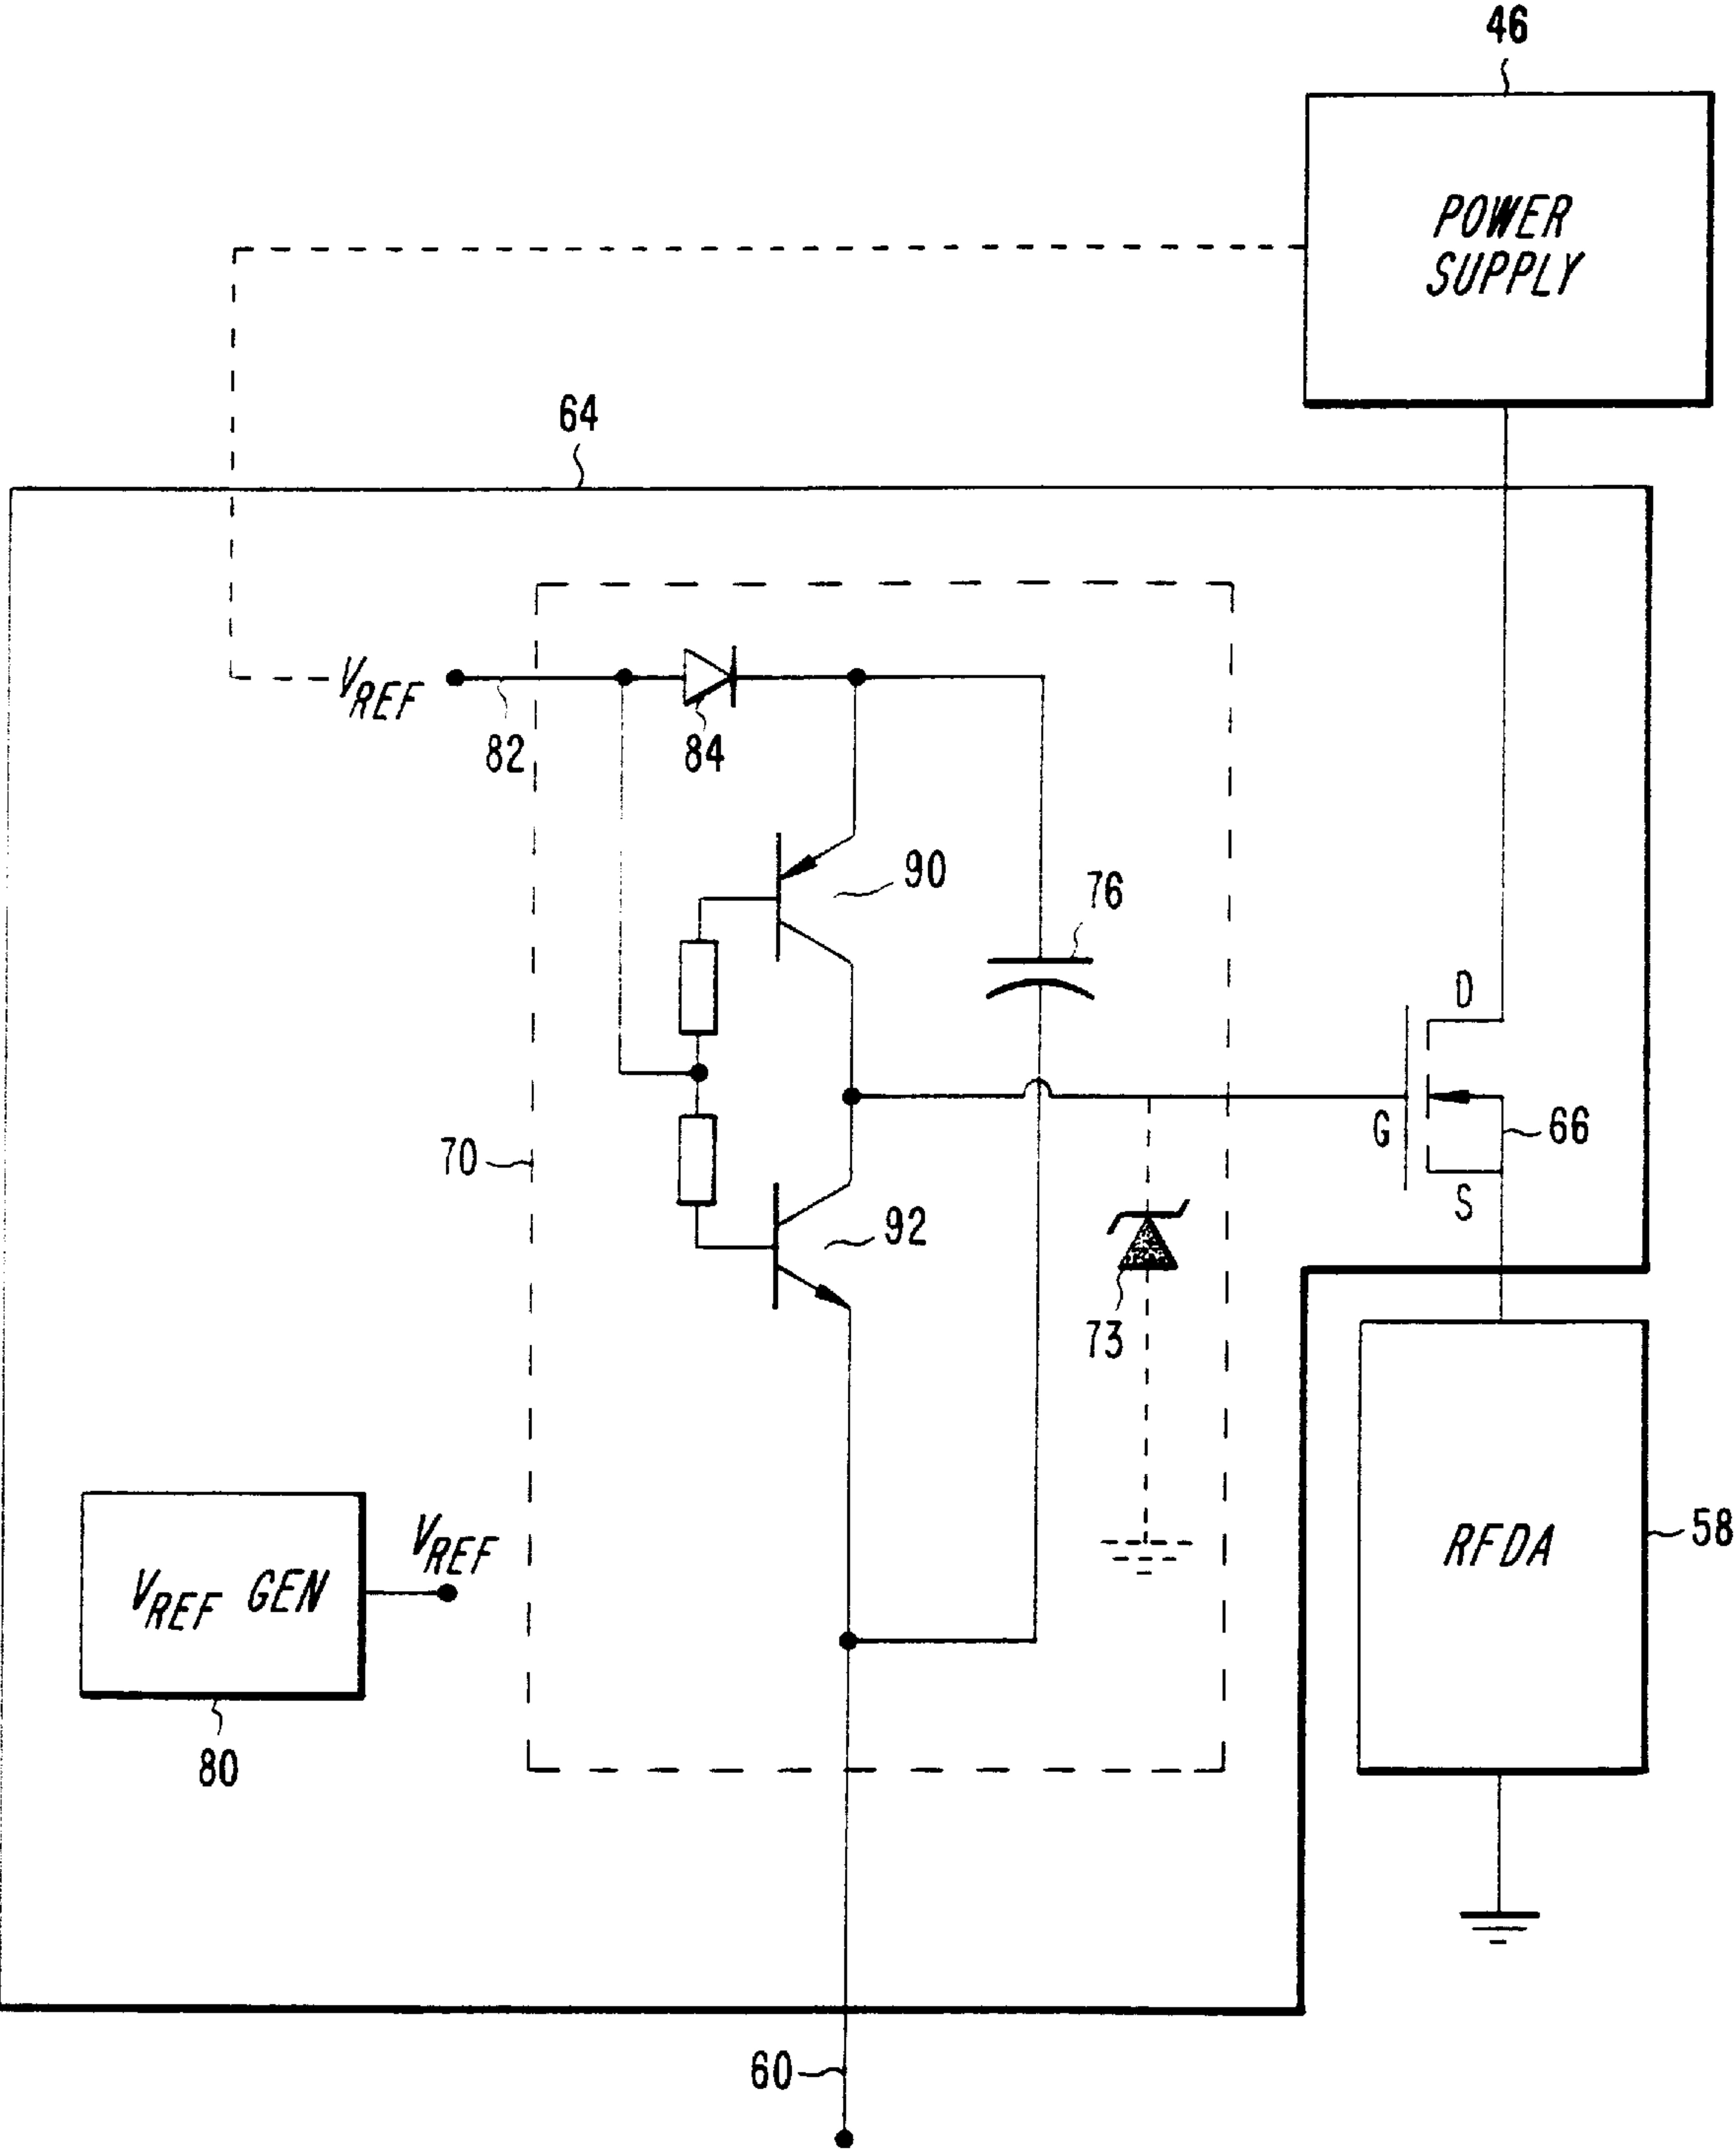 46
POWER
SUPPLY
64
VREF
82
84
90
76
D
G
66
S
70
92
73
VREF GEN
VREF
80
RFDA
58
60